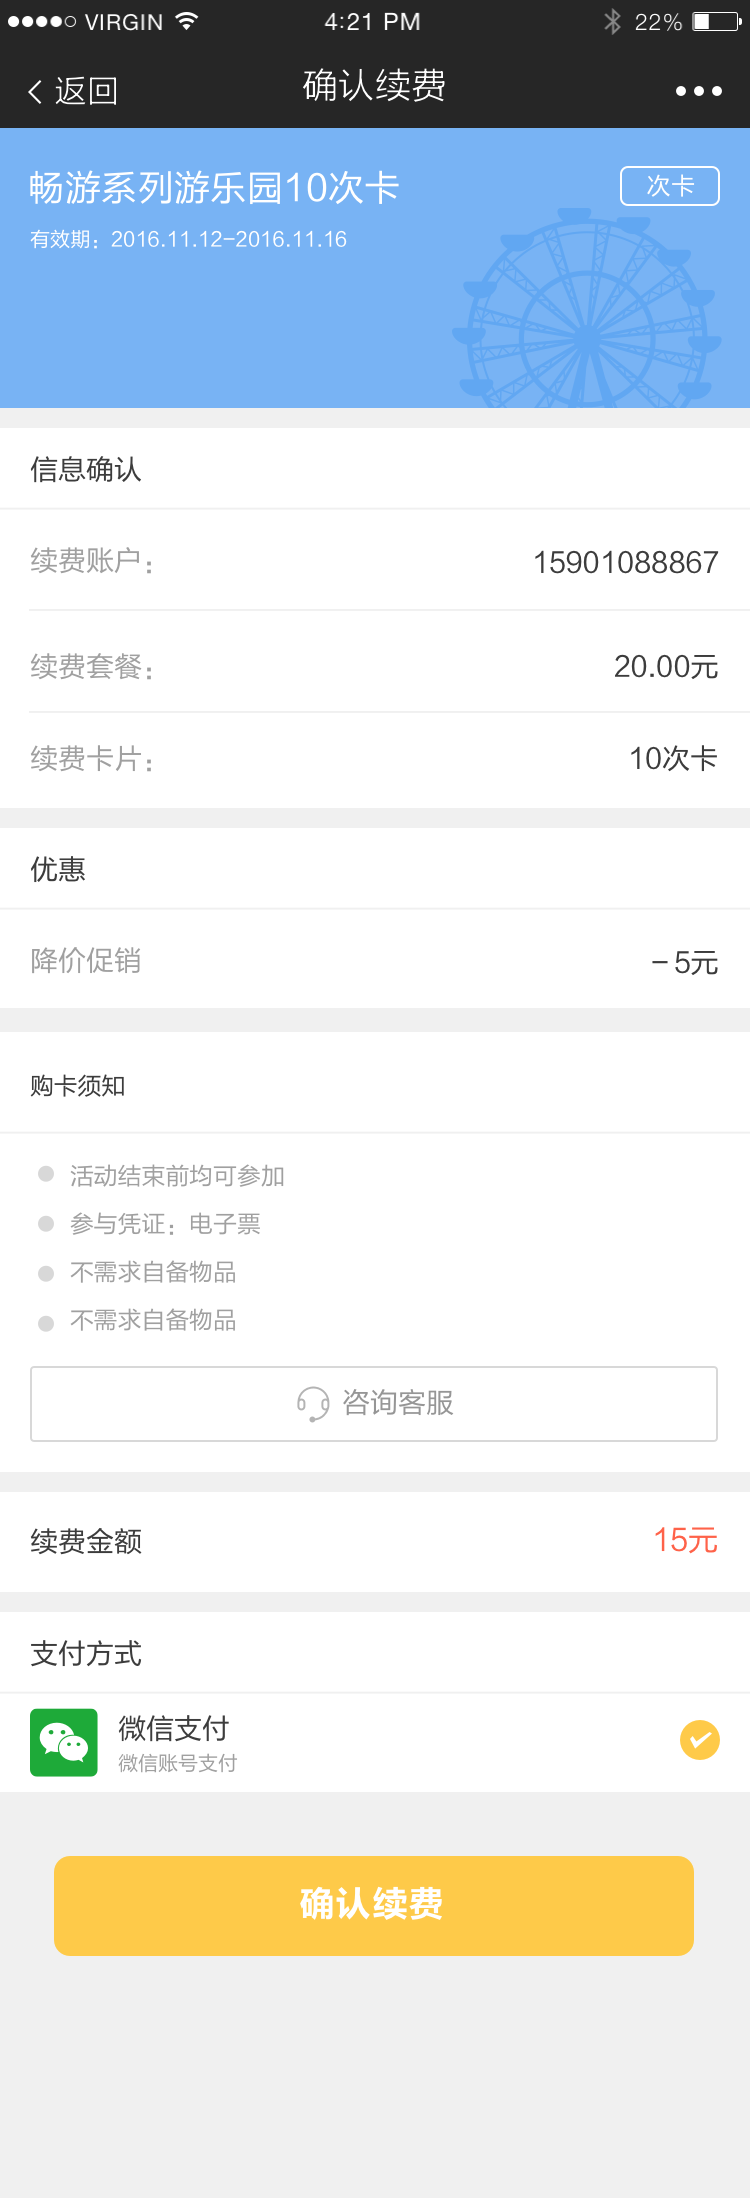 VIRGIN 4:21 PM 22%
返回 确认续费
畅游系列游乐园10次卡 次卡
有效期：2016.11.12-2016.11.16
信息确认
续费账户： 15901088867
续费套餐： 20.00元
续费卡片： 10次卡
优惠
降价促销 -5元
购卡须知
活动结束前均可参加
参与凭证：电子票
不需求自备物品
不需求自备物品
咨询客服
续费金额 15元
支付方式
微信支付
微信账号支付
确认续费